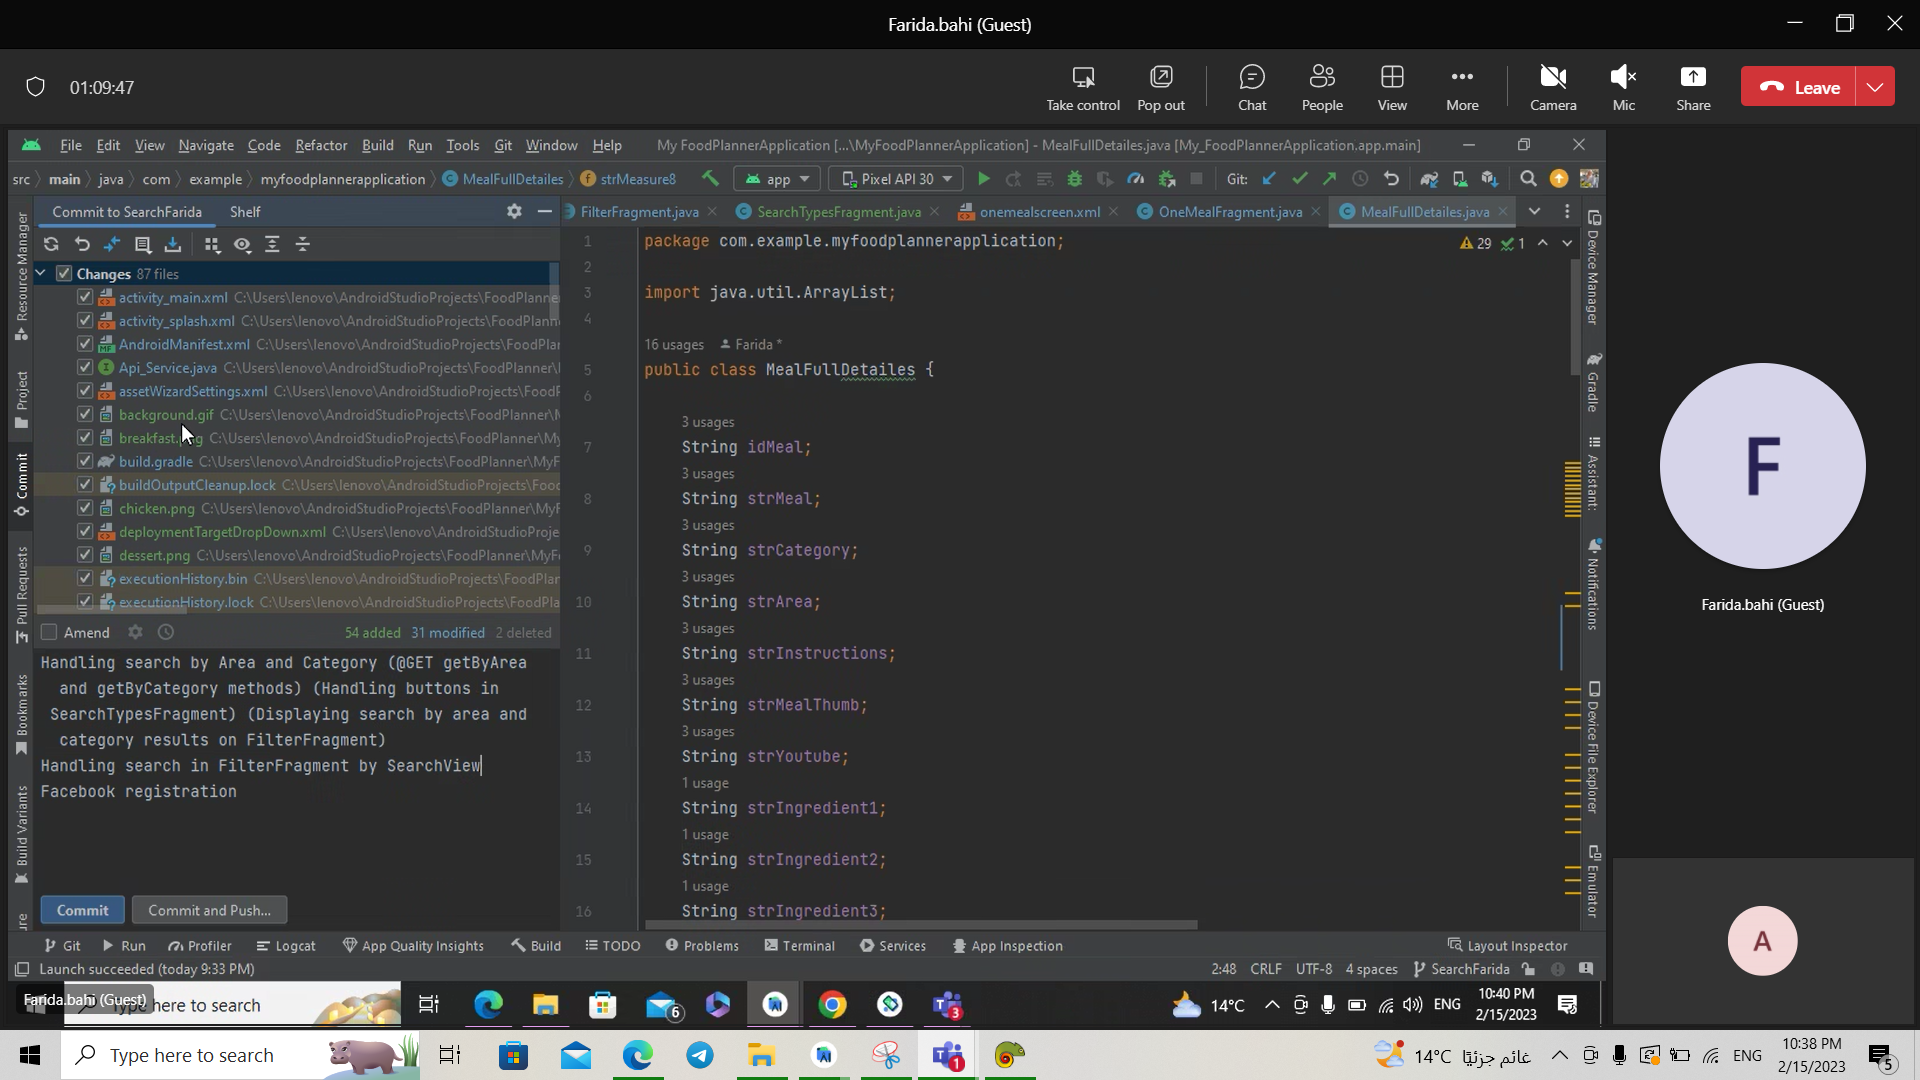 Farida.bahi (Guest)
01:09:47
Take control
Pop out
Chat
People
View
More
Camera
Mic
Share
Leave
File Edit View Navigate Code Refactor Build Run Tools Git Window Help
My FoodPlannerApplication [...\MyFoodPlannerApplication] - MealFullDetailes.java [My_FoodPlannerApplication.app.main]
src main java com example myfoodplannerapplication MealFullDetailes strMeasure8
app
Pixel API 30
Git:
Commit to SearchFarida
Shelf
FilterFragment.java
SearchTypesFragment.java
onemealscreen.xml
OneMealFragment.java
MealFullDetailes.java
Resource Manager
Project
Commit
Pull Requests
Bookmarks
Build Variants
Changes 87 files
activity_main.xml C:\Users\lenovo\AndroidStudioProjects\FoodPlanne
activity_splash.xml C:\Users\lenovo\AndroidStudioProjects\FoodPlann
AndroidManifest.xml C:\Users\lenovo\AndroidStudioProjects\FoodPla
Api_Service.java C:\Users\lenovo\AndroidStudioProjects\FoodPlanner\
assetWizardSettings.xml C:\Users\lenovo\AndroidStudioProjects\Food
background.gif C:\Users\lenovo\AndroidStudioProjects\FoodPlanner\
C:\Users\lenovo\AndroidStudioProjects\FoodPlanner\My
build.gradle C:\Users\lenovo\AndroidStudioProjects\FoodPlanner\MyF
buildOutputCleanup.lock C:\Users\lenovo\AndroidStudioProjects\Foo
chicken.png C:\Users\lenovo\AndroidStudioProjects\FoodPlanner\MyF
deploymentTargetDropDown.xml C:\Users\lenovo\AndroidStudioProje
dessert.png C:\Users\lenovo\AndroidStudioProjects\FoodPlanner\MyF
executionHistory.bin C:\Users\lenovo\AndroidStudioProjects\FoodPlan
executionHistory.lock C:\Users\lenovo\AndroidStudioProjects\FoodPla
Amend
54 added 31 modified 2 deleted
Handling search by Area and Category (@GET getByArea
and getByCategory methods) (Handling buttons in
SearchTypesFragment) (Displaying search by area and
category results on FilterFragment)
Handling search in FilterFragment by SearchView
Facebook registration
Commit
Commit and Push...
1 package com.example.myfoodplannerapplication;
29 1
2
3 import java.util.ArrayList;
4
16 usages Farida *
5 public class MealFullDetailes {
6
3 usages
7 String idMeal;
3 usages
8 String strMeal;
3 usages
9 String strCategory;
3 usages
10 String strArea;
3 usages
11 String strInstructions;
3 usages
12 String strMealThumb;
3 usages
13 String strYoutube;
1 usage
14 String strIngredient1;
1 usage
15 String strIngredient2;
1 usage
16 String strIngredient3;
Device Manager
Gradle
Assistant:
Notifications
Device File Explorer
Emulator
F
Farida.bahi (Guest)
A
Git Run Profiler Logcat App Quality Insights Build TODO Problems Terminal Services App Inspection Layout Inspector
Launch succeeded (today 9:33 PM)
2:48 CRLF UTF-8 4 spaces SearchFarida
Farida.bahi (Guest)
here to search
6
3
14°C
ENG
10:40 PM
2/15/2023
Type here to search
1
14°C غائم جزئيًا
ENG
10:38 PM
2/15/2023
5